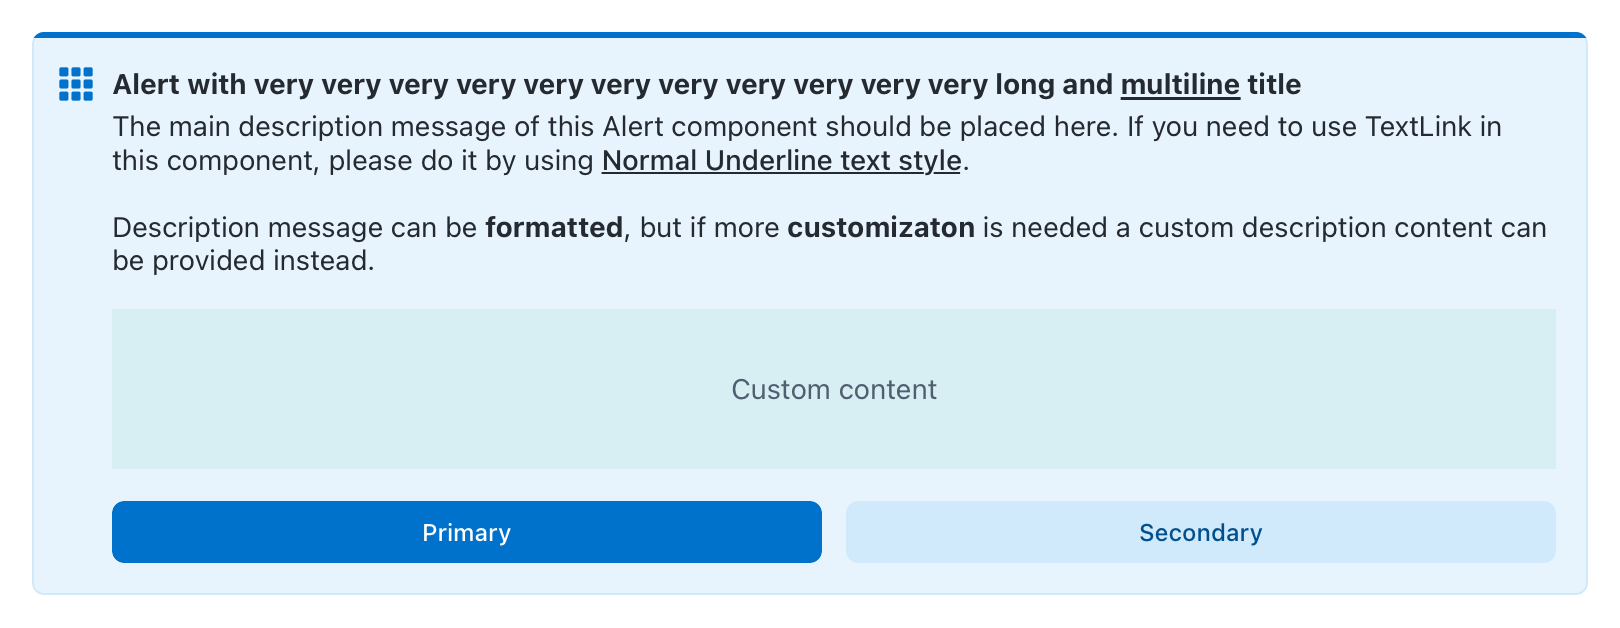 Alert with very very very very very very very very very very very long and multiline title
The main description message of this Alert component should be placed here. If you need to use TextLink in
this component, please do it by using Normal Underline text style.
Description message can be formatted, but if more customizaton is needed a custom description content can
be provided instead.
Custom content
Primary
Secondary